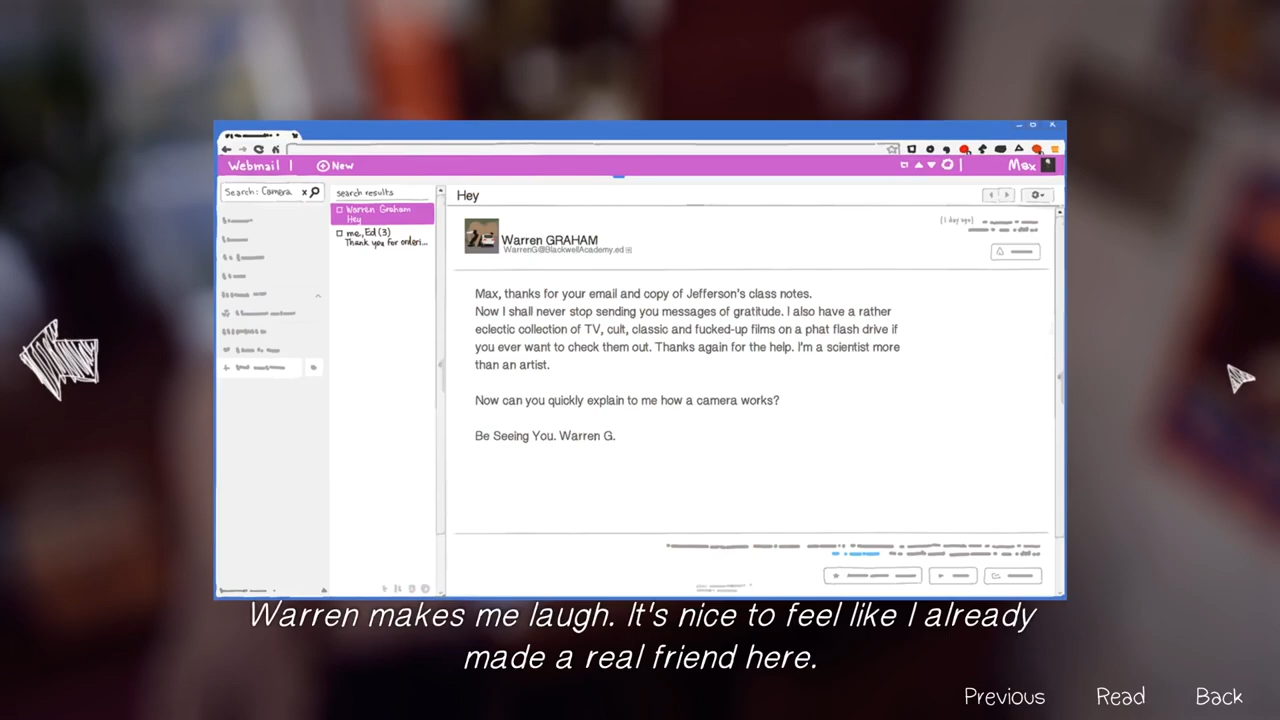 Webmail | + New
Max
Search: Camera x
search results
Hey
Warren Graham
Hey
me, Ed (3)
Thank you for orderi...
(1 day ago)
Warren GRAHAM
WarrenG@BlackwellAcademy.ed
Max, thanks for your email and copy of Jefferson's class notes.
Now I shall never stop sending you messages of gratitude. I also have a rather
eclectic collection of TV, cult, classic and fucked-up films on a phat flash drive if
you ever want to check them out. Thanks again for the help. I'm a scientist more
than an artist.
Now can you quickly explain to me how a camera works?
Be Seeing You. Warren G.
Warren makes me laugh. It's nice to feel like I already
made a real friend here.
Previous
Read
Back